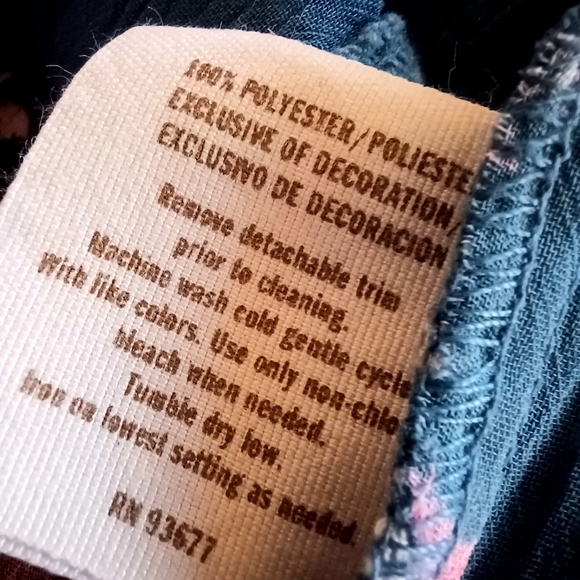 100% POLYESTER/POLIESTE
EXCLUSIVE OF DECORATION/
EXCLUSIVO DE DECORACION
Remove detachable trim
prior to cleaning.
Machine wash cold gentle cycle
With like colors. Use only non-chlo
bleach when needed.
Tumble dry low.
Iron on lowest setting as needed.
RN 93677